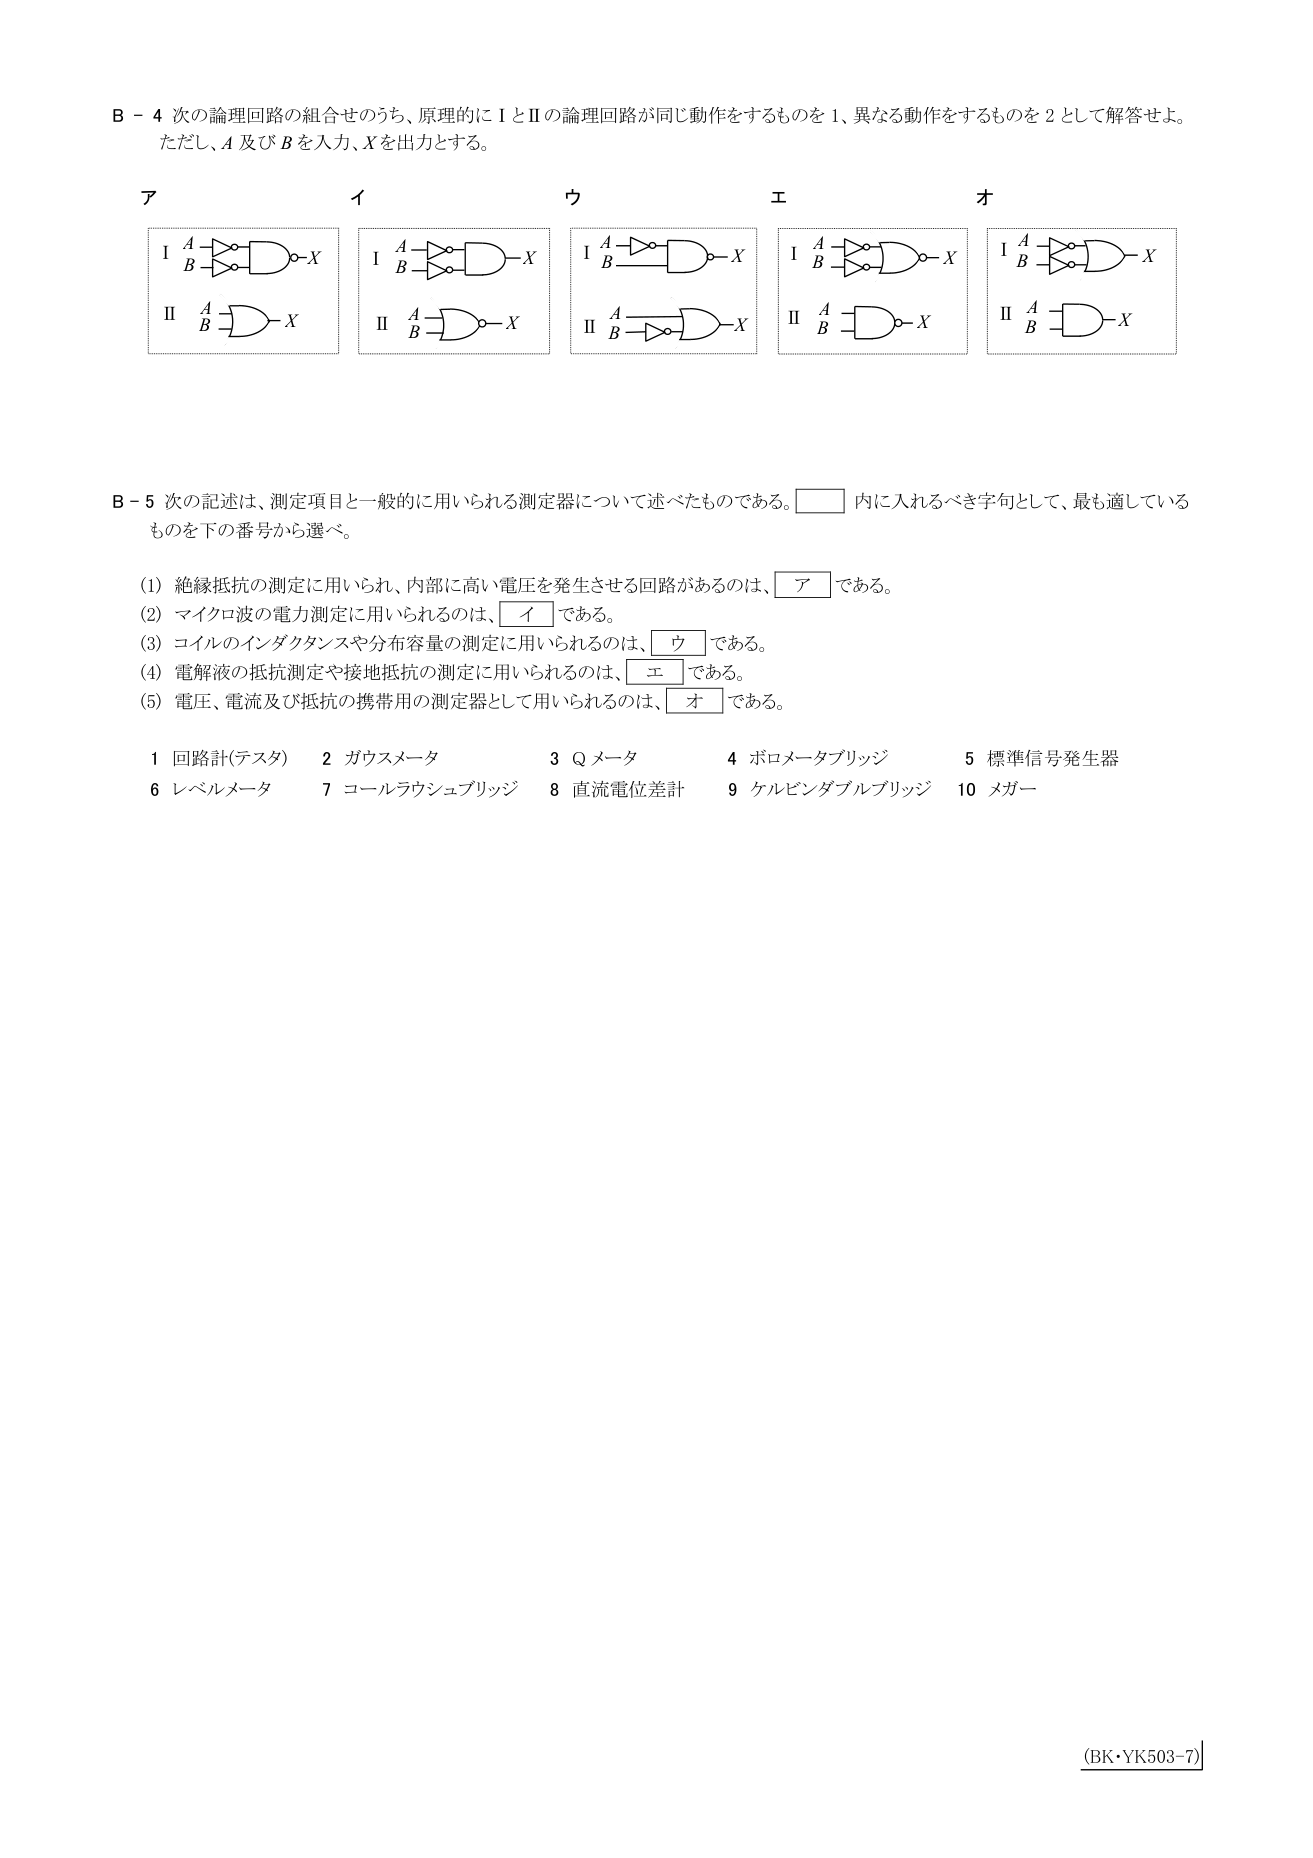 B － 4 次の論理回路の組合せのうち、原理的にⅠとⅡの論理回路が同じ動作をするものを 1、異なる動作をするものを 2 として解答せよ。
ただし、A 及び B を入力、X を出力とする。
ア イ ウ エ オ
Ⅰ A B X Ⅰ A B X Ⅰ A B X Ⅰ A B X Ⅰ A B X
Ⅱ A B X Ⅱ A B X Ⅱ A B X Ⅱ A B X Ⅱ A B X
B－5 次の記述は、測定項目と一般的に用いられる測定器について述べたものである。 内に入れるべき字句として、最も適している
ものを下の番号から選べ。
(1) 絶縁抵抗の測定に用いられ、内部に高い電圧を発生させる回路があるのは、 ア である。
(2) マイクロ波の電力測定に用いられるのは、 イ である。
(3) コイルのインダクタンスや分布容量の測定に用いられるのは、 ウ である。
(4) 電解液の抵抗測定や接地抵抗の測定に用いられるのは、 エ である。
(5) 電圧、電流及び抵抗の携帯用の測定器として用いられるのは、 オ である。
1 回路計(テスタ) 2 ガウスメータ 3 Q メータ 4 ボロメータブリッジ 5 標準信号発生器
6 レベルメータ 7 コールラウシュブリッジ 8 直流電位差計 9 ケルビンダブルブリッジ 10 メガー
(BK･YK503-7)